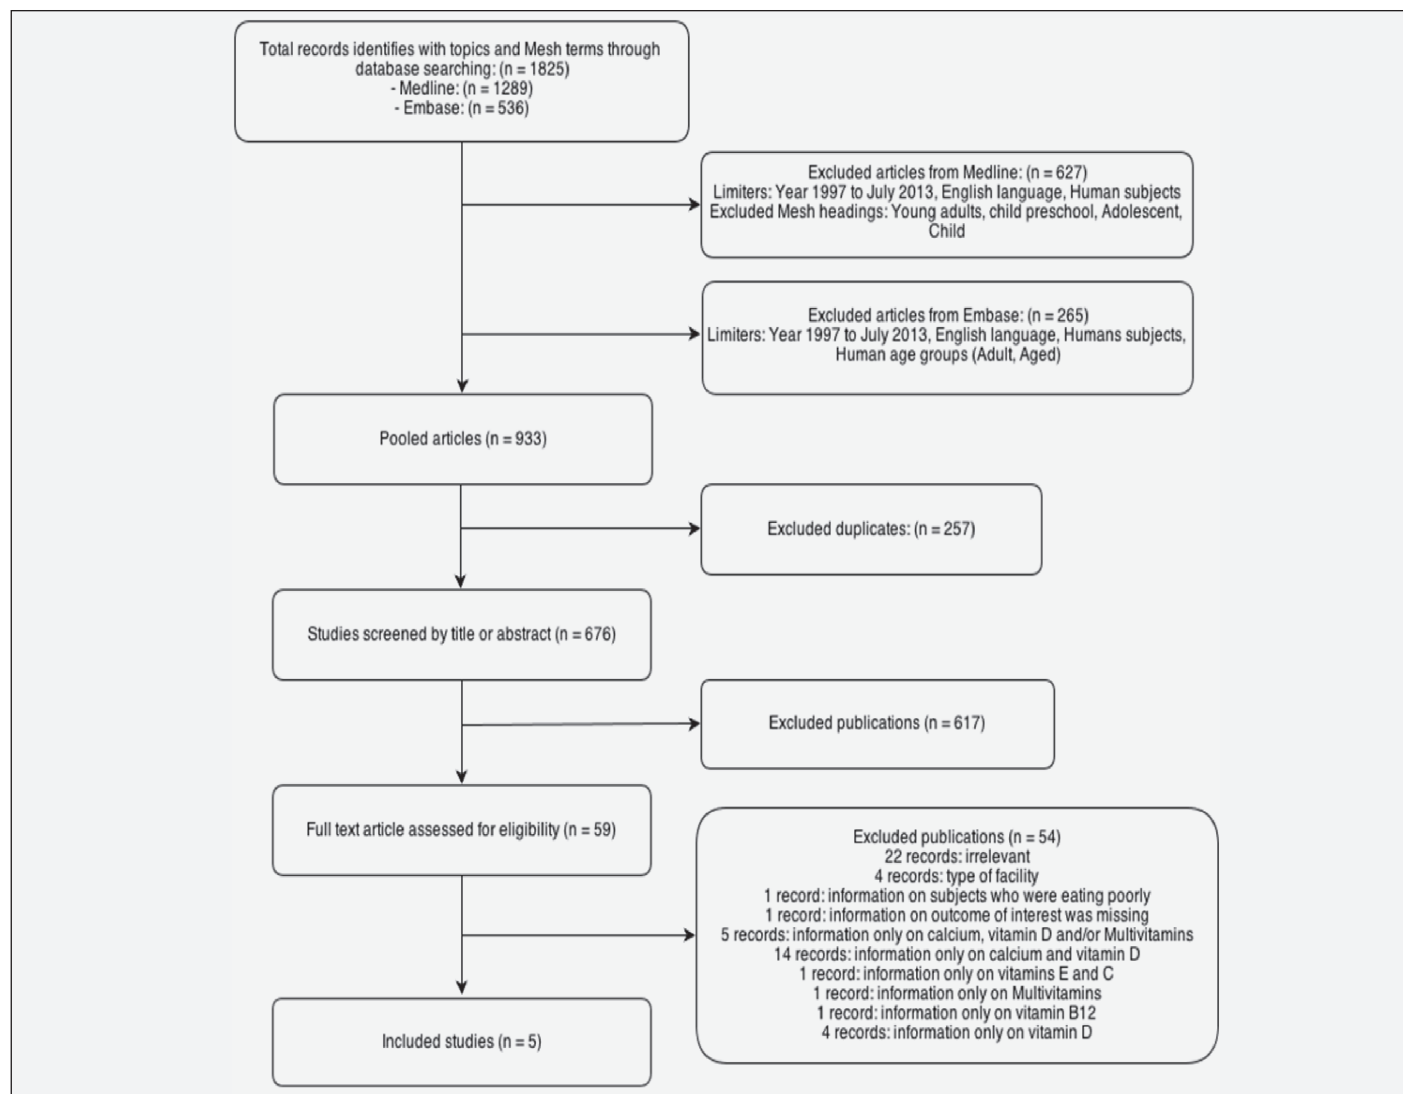 Total records identifies with topics and Mesh terms through
database searching: (n = 1825)
- Medline: (n = 1289)
- Embase: (n = 536)
Excluded articles from Medline: (n = 627)
Limiters: Year 1997 to July 2013, English language, Human subjects
Excluded Mesh headings: Young adults, child preschool, Adolescent,
Child
Excluded articles from Embase: (n = 265)
Limiters: Year 1997 to July 2013, English language, Humans subjects,
Human age groups (Adult, Aged)
Pooled articles (n = 933)
Excluded duplicates: (n = 257)
Studies screened by title or abstract (n = 676)
Excluded publications (n = 617)
Full text article assessed for eligibility (n = 59)
Excluded publications (n = 54)
22 records: irrelevant
4 records: type of facility
1 record: information on subjects who were eating poorly
1 record: information on outcome of interest was missing
5 records: information only on calcium, vitamin D and/or Multivitamins
14 records: information only on calcium and vitamin D
1 record: information only on vitamins E and C
1 record: information only on Multivitamins
1 record: information only on vitamin B12
4 records: information only on vitamin D
Included studies (n = 5)